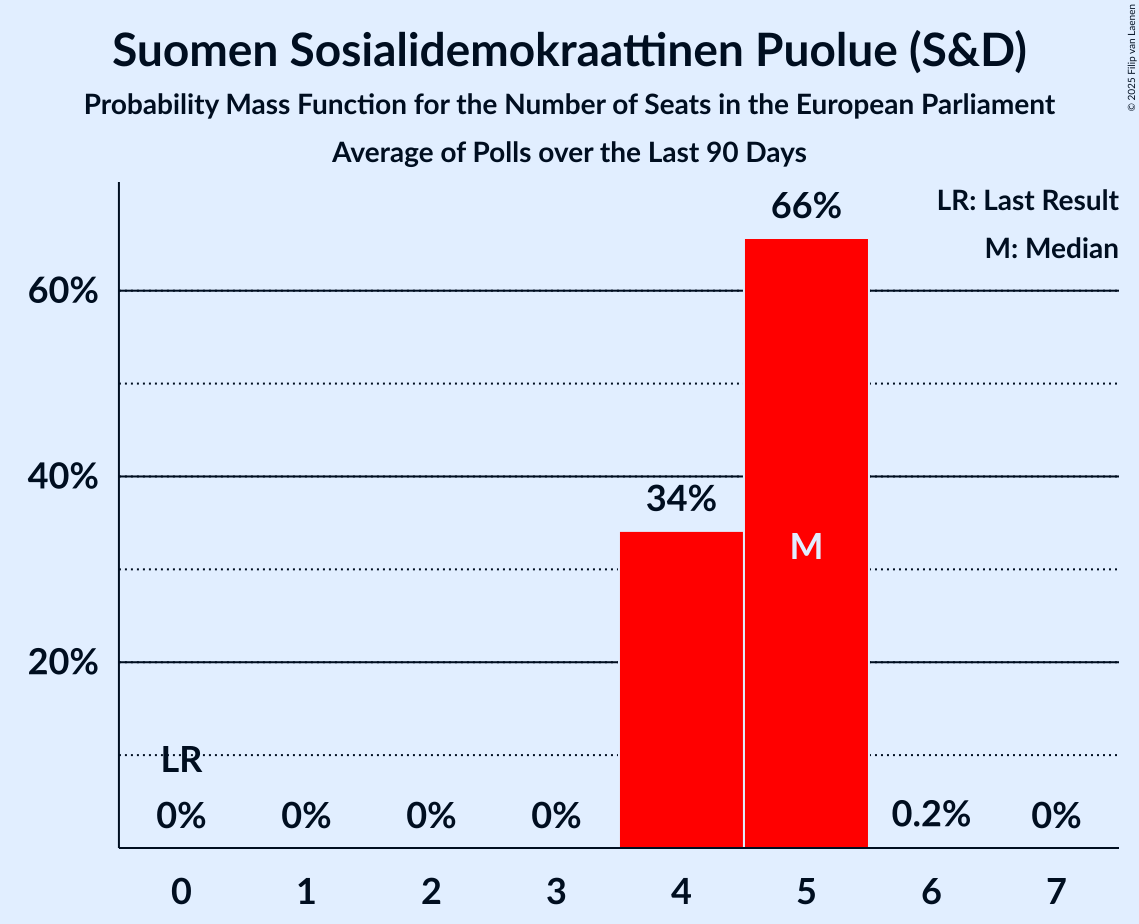 Suomen Sosialidemokraattinen Puolue (S&D)
Probability Mass Function for the Number of Seats in the European Parliament
Average of Polls over the Last 90 Days
© 2025 Filip van Laenen
LR: Last Result
M: Median
66%
60%
40%
34%
M
20%
LR
0% 0% 0% 0% 0.2% 0%
0 1 2 3 4 5 6 7